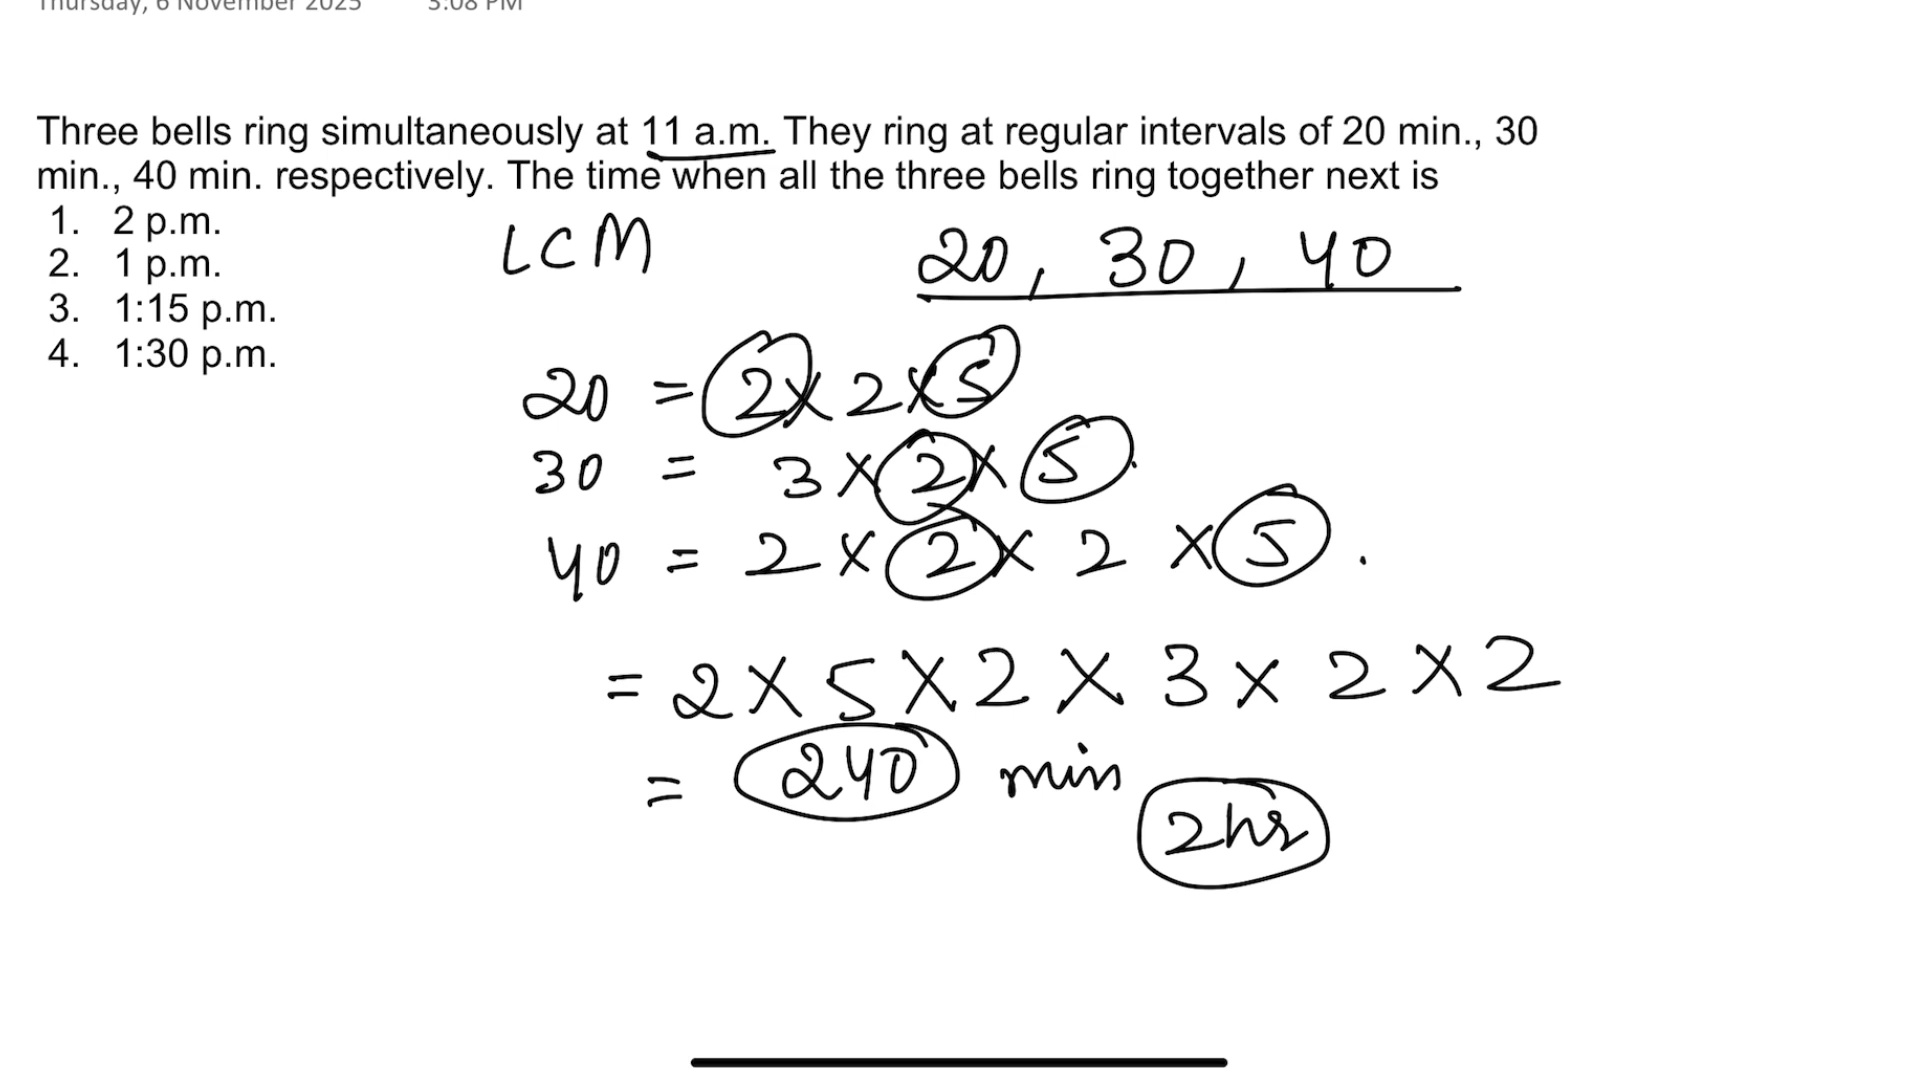 Thursday, 6 November 2025 3:08 PM
Three bells ring simultaneously at 11 a.m. They ring at regular intervals of 20 min., 30
min., 40 min. respectively. The time when all the three bells ring together next is
1. 2 p.m.
2. 1 p.m.
3. 1:15 p.m.
4. 1:30 p.m.
LCM 20, 30, 40
20 = 2 x 2 x 5
30 = 3 x 2 x 5.
40 = 2 x 2 x 2 x 5.
= 2 x 5 x 2 x 3 x 2 x 2
= 240 min
2hr